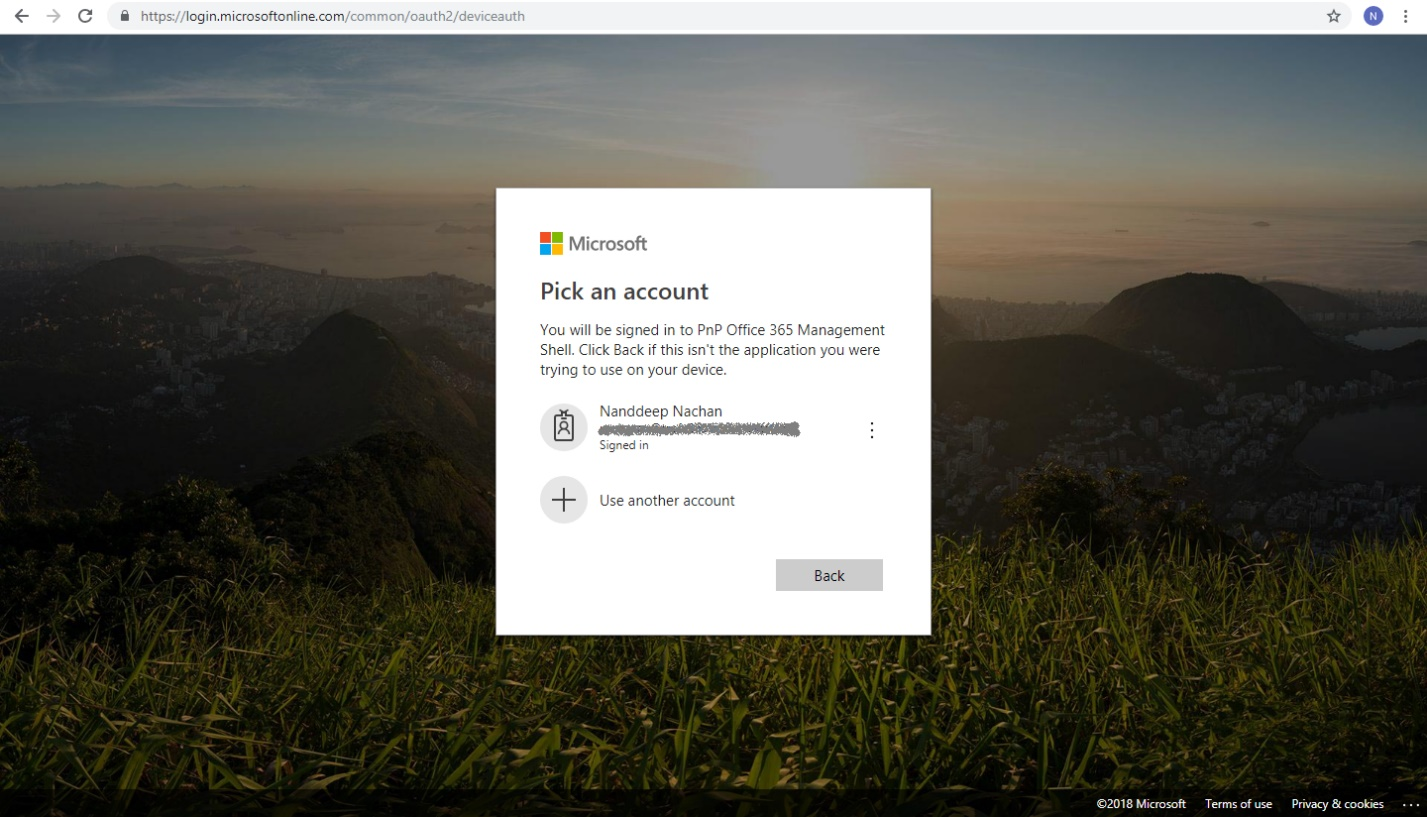 https://login.microsoftonline.com/common/oauth2/deviceauth
N
Microsoft
Pick an account
You will be signed in to PnP Office 365 Management
Shell. Click Back if this isn't the application you were
trying to use on your device.
Nanddeep Nachan
Signed in
Use another account
Back
©2018 Microsoft Terms of use Privacy & cookies ...